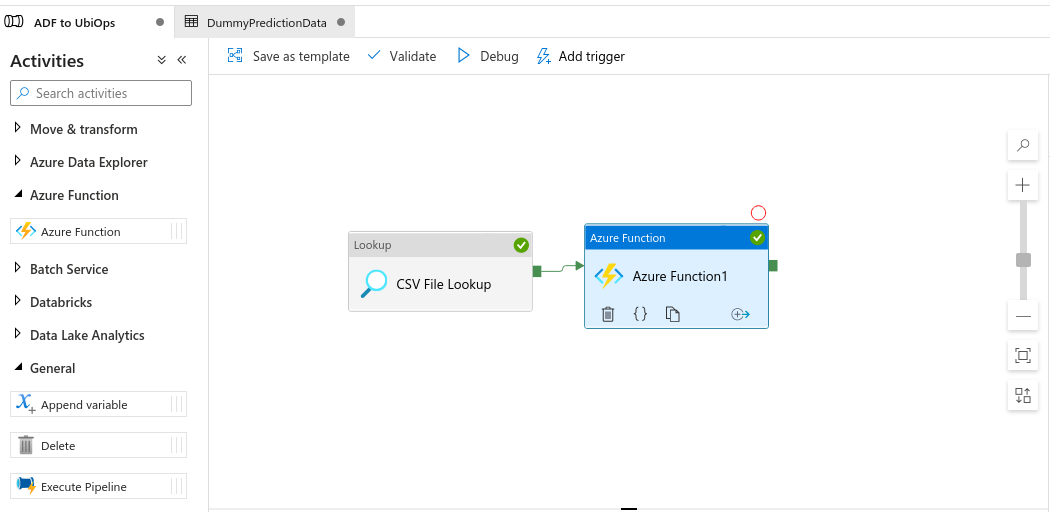 ADF to UbiOps
DummyPredictionData
Activities
Search activities
Move & transform
Azure Data Explorer
Azure Function
Azure Function
Batch Service
Databricks
Data Lake Analytics
General
Append variable
Delete
Execute Pipeline
Save as template
Validate
Debug
Add trigger
Lookup
CSV File Lookup
Azure Function
Azure Function1